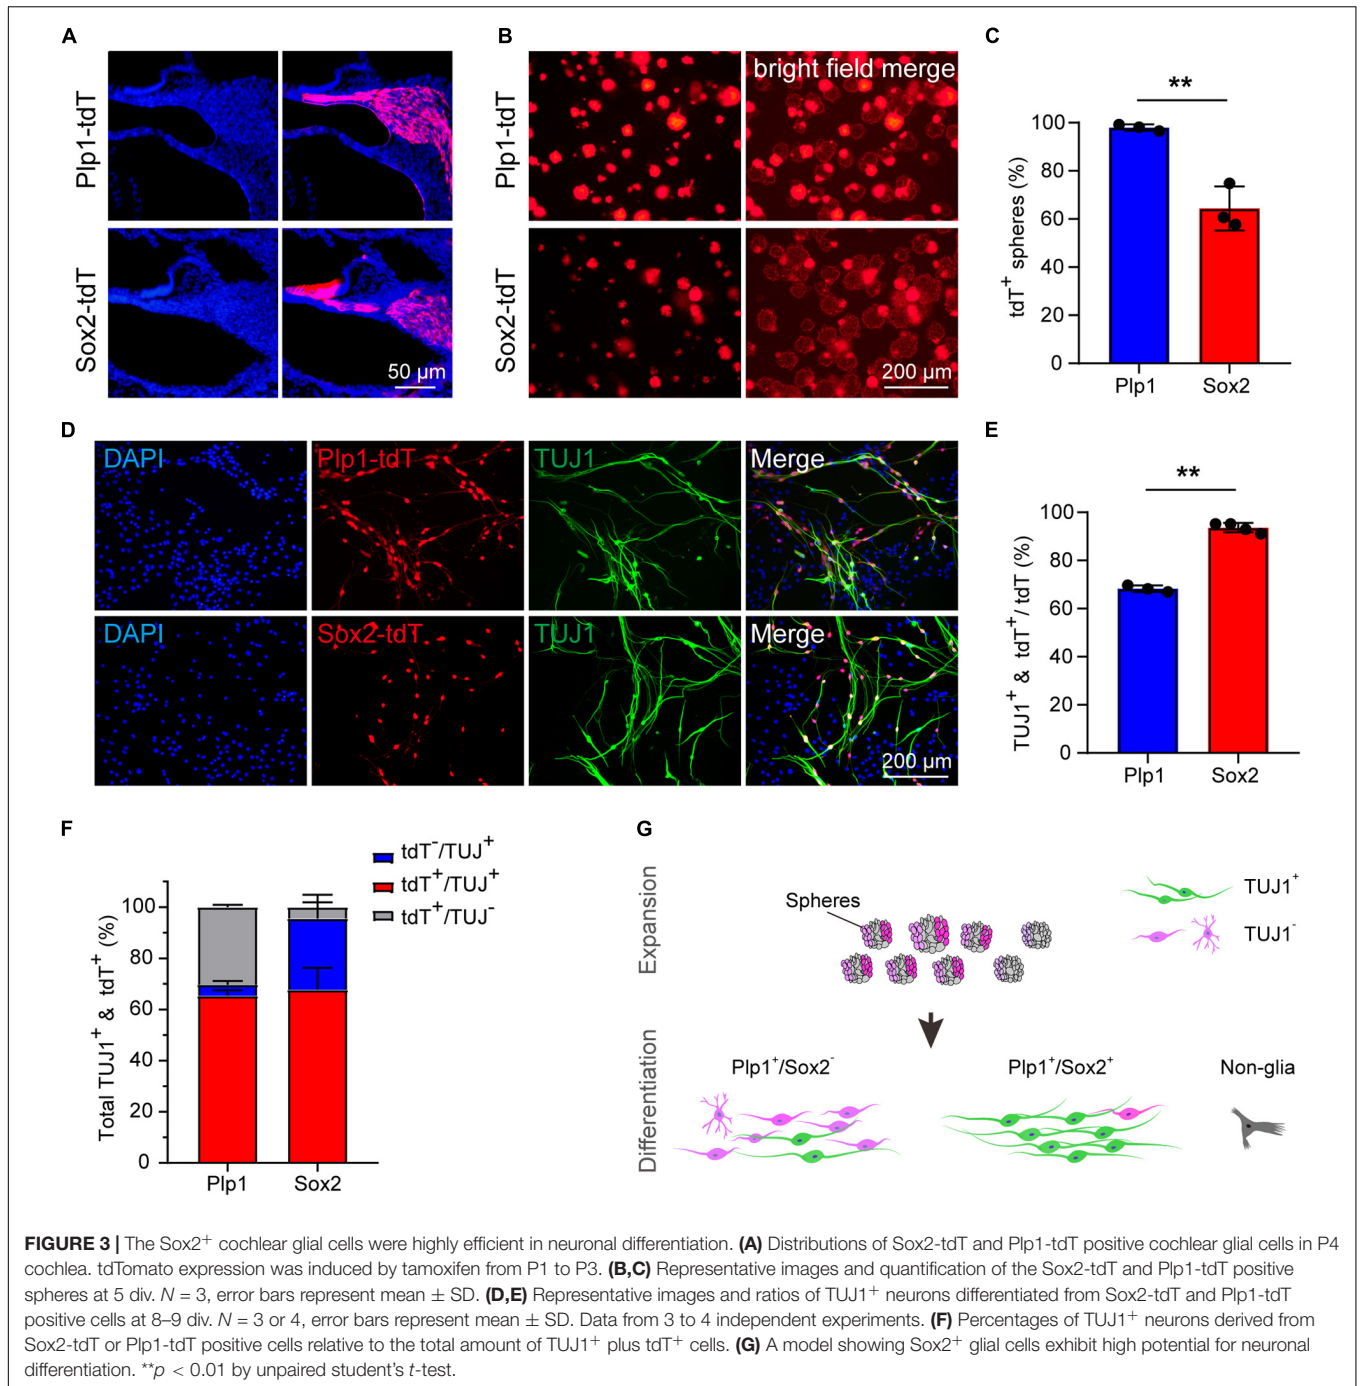 A
Plp1-tdT
Sox2-tdT
50 µm
B
bright field merge
Plp1-tdT
Sox2-tdT
200 µm
C
**
tdT+ spheres (%)
100
80
60
40
20
0
Plp1
Sox2
D
DAPI
Plp1-tdT
TUJ1
Merge
DAPI
Sox2-tdT
TUJ1
Merge
200 µm
E
**
TUJ1+ & tdT+/ tdT (%)
100
80
60
40
20
0
Plp1
Sox2
F
tdT-/TUJ+
tdT+/TUJ+
tdT+/TUJ-
Total TUJ1+ & tdT+ (%)
100
80
60
40
20
0
Plp1
Sox2
G
Expansion
Spheres
TUJ1+
TUJ1-
Differentiation
Plp1+/Sox2-
Plp1+/Sox2+
Non-glia
FIGURE 3 | The Sox2+ cochlear glial cells were highly efficient in neuronal differentiation. (A) Distributions of Sox2-tdT and Plp1-tdT positive cochlear glial cells in P4
cochlea. tdTomato expression was induced by tamoxifen from P1 to P3. (B,C) Representative images and quantification of the Sox2-tdT and Plp1-tdT positive
spheres at 5 div. N = 3, error bars represent mean ± SD. (D,E) Representative images and ratios of TUJ1+ neurons differentiated from Sox2-tdT and Plp1-tdT
positive cells at 8–9 div. N = 3 or 4, error bars represent mean ± SD. Data from 3 to 4 independent experiments. (F) Percentages of TUJ1+ neurons derived from
Sox2-tdT or Plp1-tdT positive cells relative to the total amount of TUJ1+ plus tdT+ cells. (G) A model showing Sox2+ glial cells exhibit high potential for neuronal
differentiation. **p < 0.01 by unpaired student's t-test.